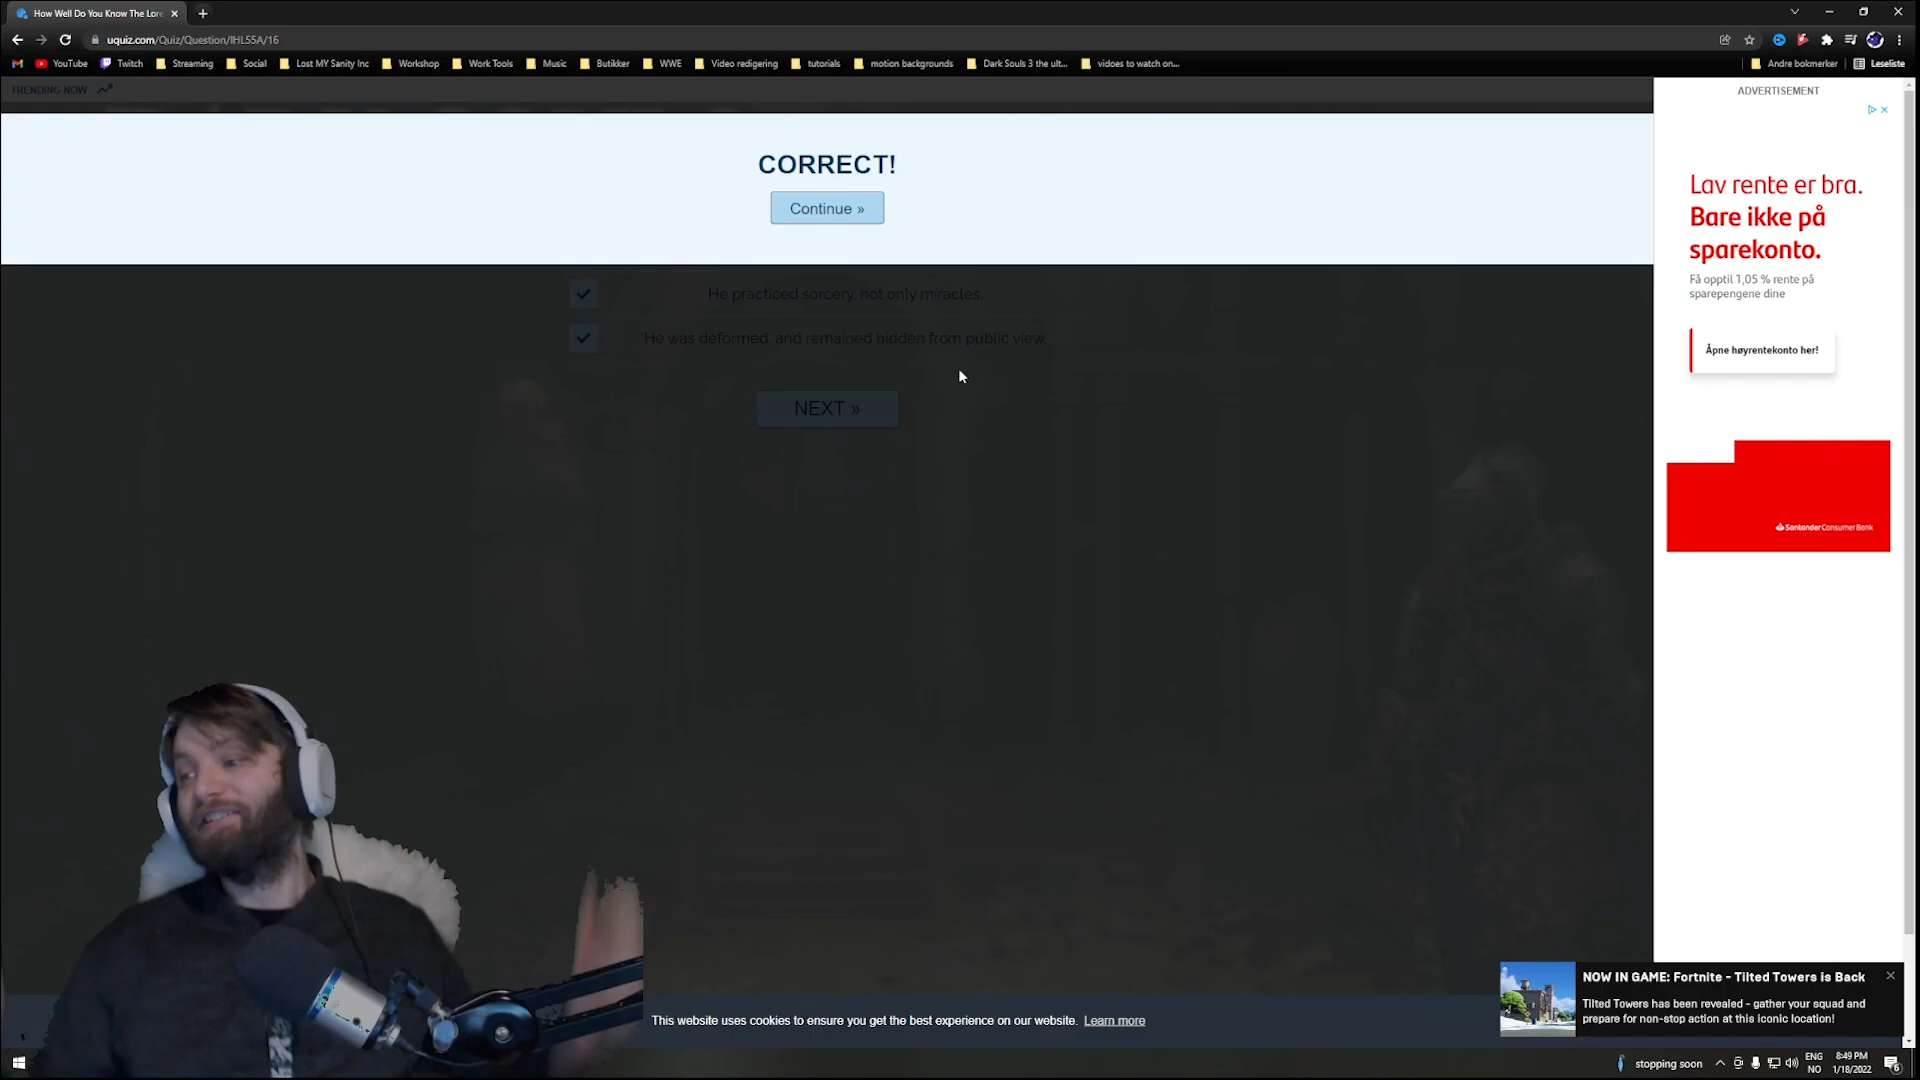 How Well Do You Know The Lore
uquiz.com/Quiz/Question/IHL55A/16
YouTube
Twitch
Streaming
Social
Lost MY Sanity Inc
Workshop
Work Tools
Music
Butikker
WWE
Video redigering
tutorials
motion backgrounds
Dark Souls 3 the ult...
vidoes to watch on...
Andre bokmerker
Leseliste
TRENDING NOW
ADVERTISEMENT
CORRECT!
Continue »
He practiced sorcery, not only miracles.
He was deformed, and remained hidden from public view.
NEXT »
Lav rente er bra.
Bare ikke på
sparekonto.
Få opptil 1,05 % rente på
sparepengene dine
Åpne høyrentekonto her!
Santander Consumer Bank
NOW IN GAME: Fortnite - Tilted Towers is Back
Tilted Towers has been revealed - gather your squad and
prepare for non-stop action at this iconic location!
This website uses cookies to ensure you get the best experience on our website. Learn more
stopping soon
ENG
NO
8:49 PM
1/18/2022
6